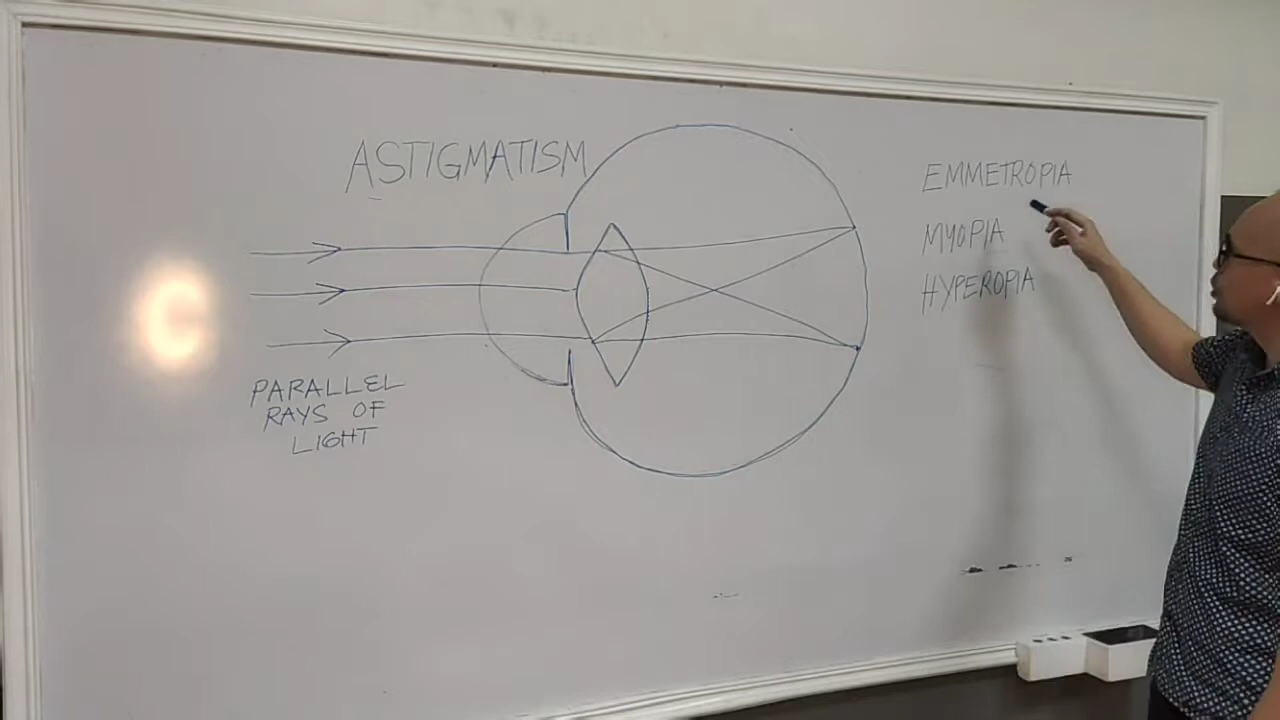 ASTIGMATISM
PARALLEL
RAYS OF
LIGHT
EMMETROPIA
MYOPIA
HYPEROPIA